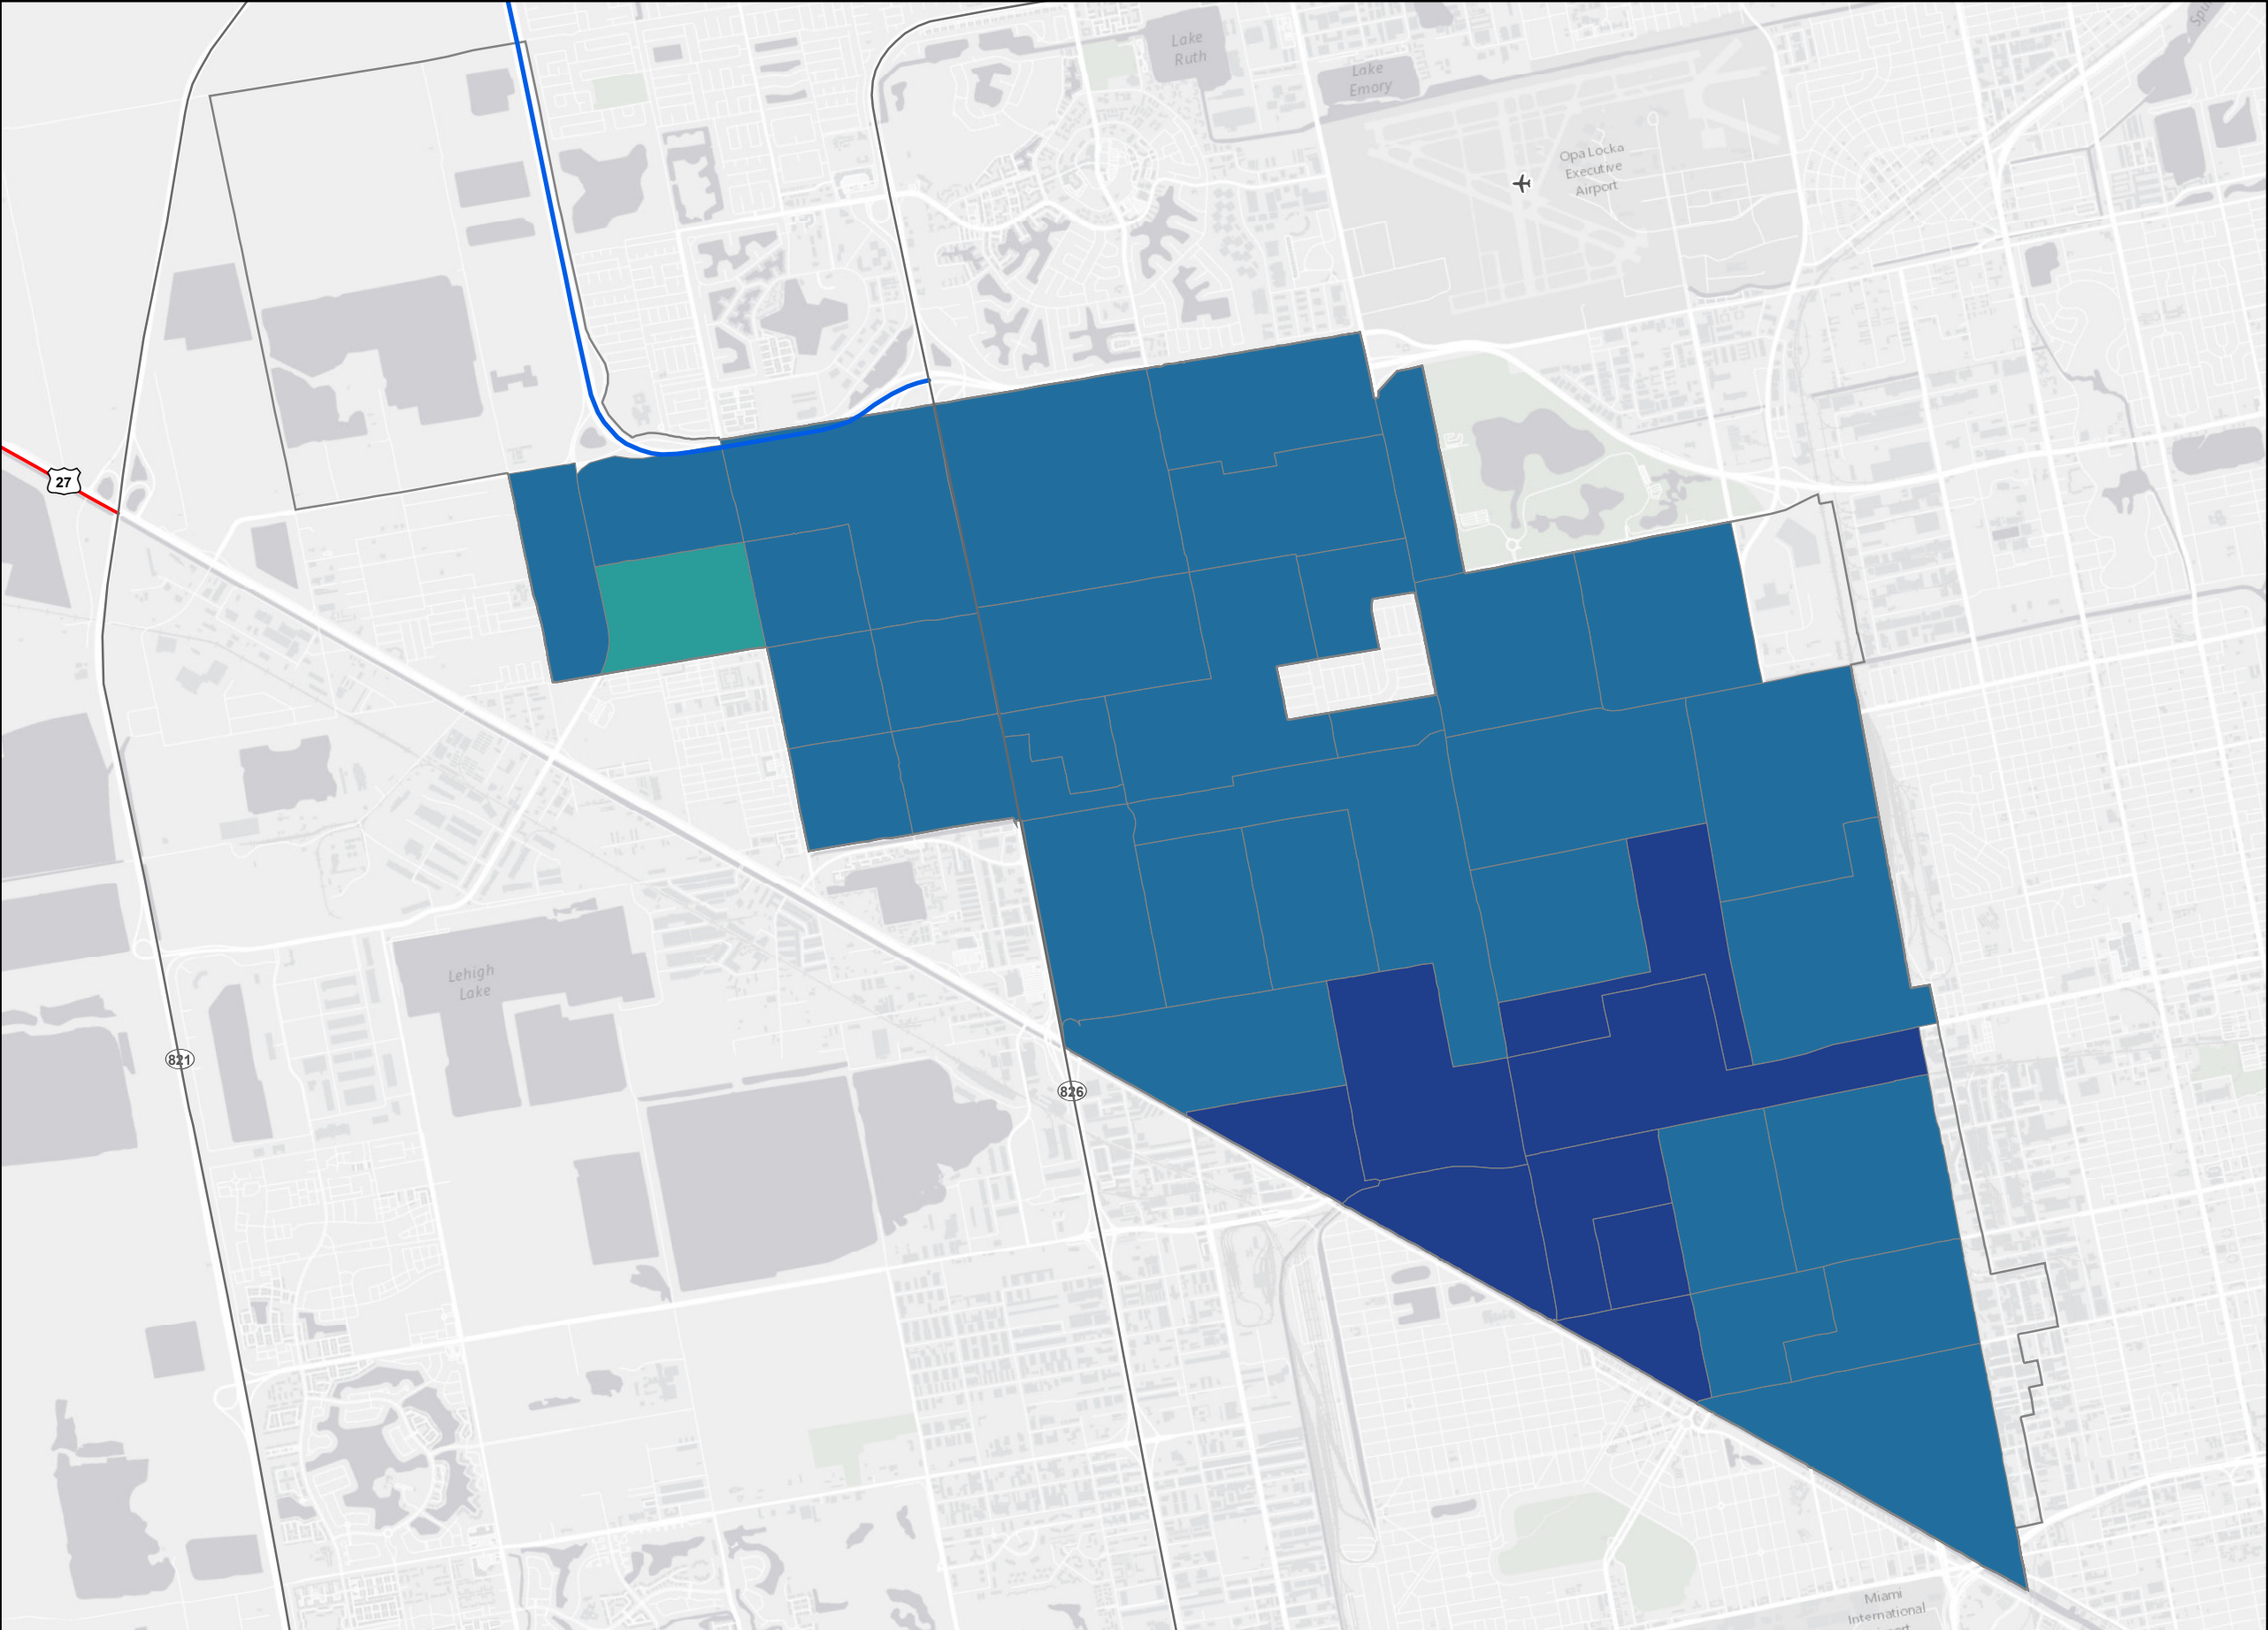 Lake
Ruth
Lake
Emory
Opa Locka
Executive
Airport
27
Lehigh
Lake
821
826
Miami
International